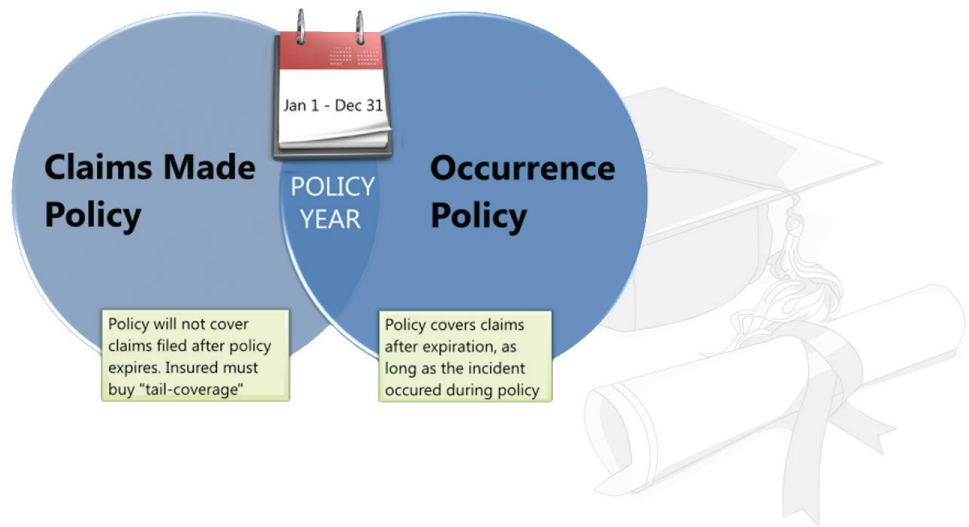 Jan 1 - Dec 31
Claims Made
Policy
POLICY
YEAR
Occurrence
Policy
Policy will not cover
claims filed after policy
expires. Insured must
buy "tail-coverage"
Policy covers claims
after expiration, as
long as the incident
occured during policy